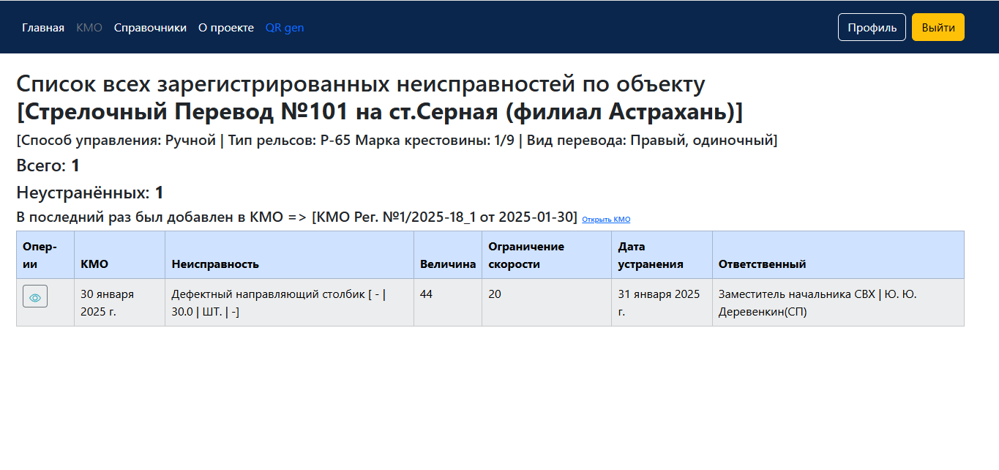 Главная КМО Справочники О проекте QR gen Профиль Выйти
Список всех зарегистрированных неисправностей по объекту
[Стрелочный Перевод №101 на ст.Серная (филиал Астрахань)]
[Способ управления: Ручной | Тип рельсов: Р-65 Марка крестовины: 1/9 | Вид перевода: Правый, одиночный]
Всего: 1
Неустранённых: 1
В последний раз был добавлен в КМО => [КМО Рег. №1/2025-18_1 от 2025-01-30] Открыть КМО
Опер-
ии
КМО
Неисправность
Величина
Ограничение
скорости
Дата
устранения
Ответственный
30 января
2025 г.
Дефектный направляющий столбик [ - |
30.0 | ШТ. | -]
44
20
31 января 2025
г.
Заместитель начальника СВХ | Ю. Ю.
Деревенкин(СП)